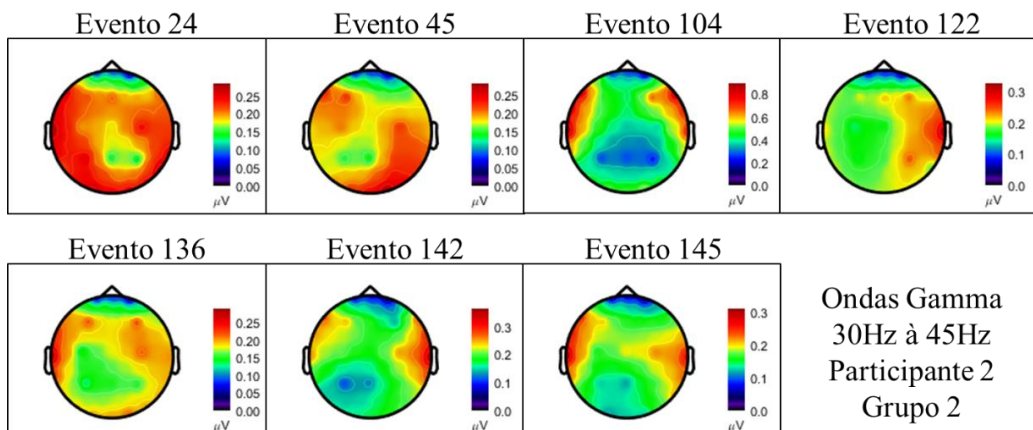 Evento 24
Evento 45
Evento 104
Evento 122
0.25
0.20
0.15
0.10
0.05
0.00
µV
0.25
0.20
0.15
0.10
0.05
0.00
µV
0.8
0.6
0.4
0.2
0.0
µV
0.3
0.2
0.1
0.0
µV
Evento 136
Evento 142
Evento 145
0.25
0.20
0.15
0.10
0.05
0.00
µV
0.3
0.2
0.1
0.0
µV
0.3
0.2
0.1
0.0
µV
Ondas Gamma
30Hz à 45Hz
Participante 2
Grupo 2